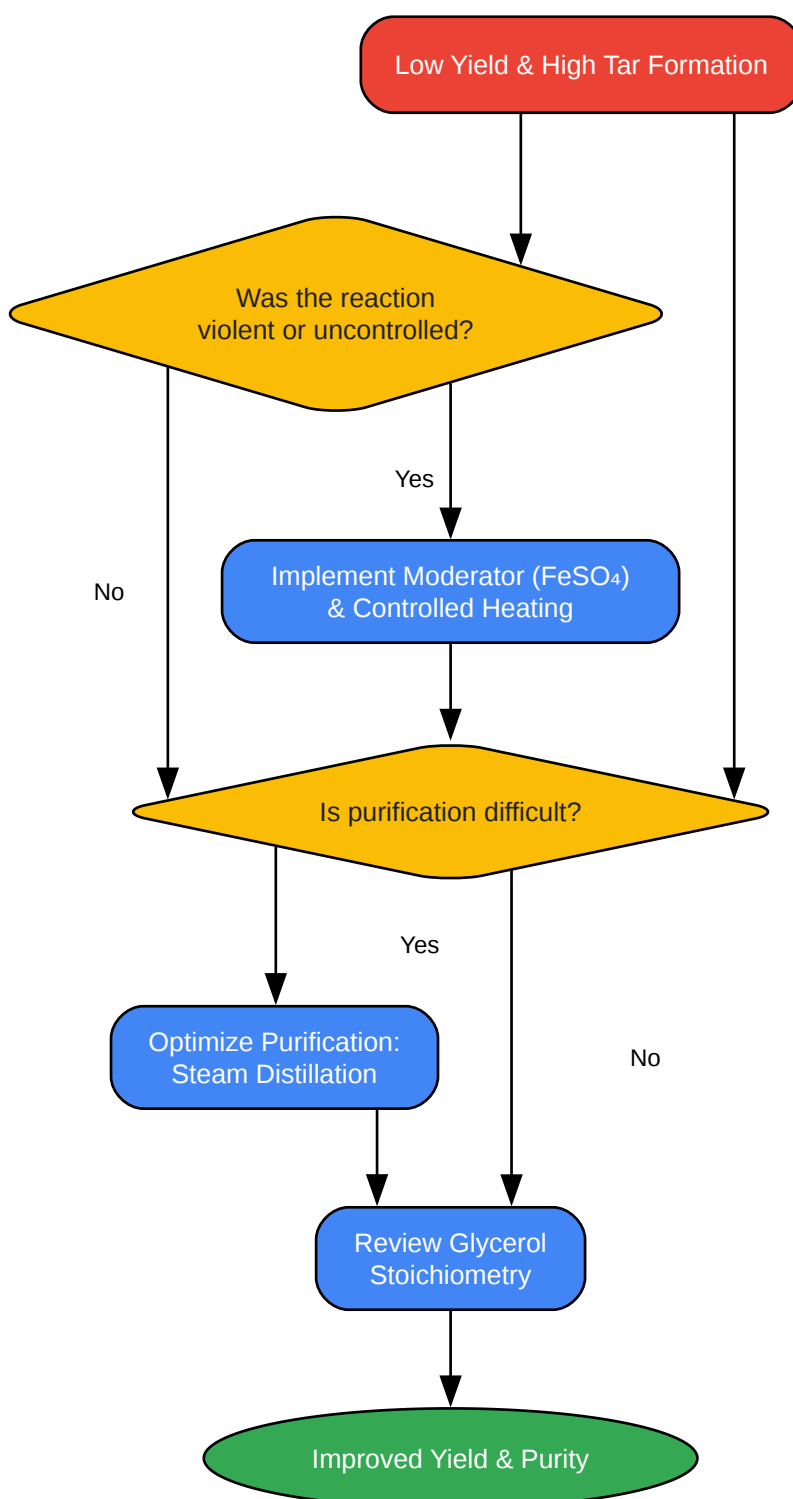 Low Yield & High Tar Formation
Was the reaction
violent or uncontrolled?
Yes
Implement Moderator (FeSO₄)
& Controlled Heating
No
Is purification difficult?
Yes
Optimize Purification:
Steam Distillation
No
Review Glycerol
Stoichiometry
Improved Yield & Purity